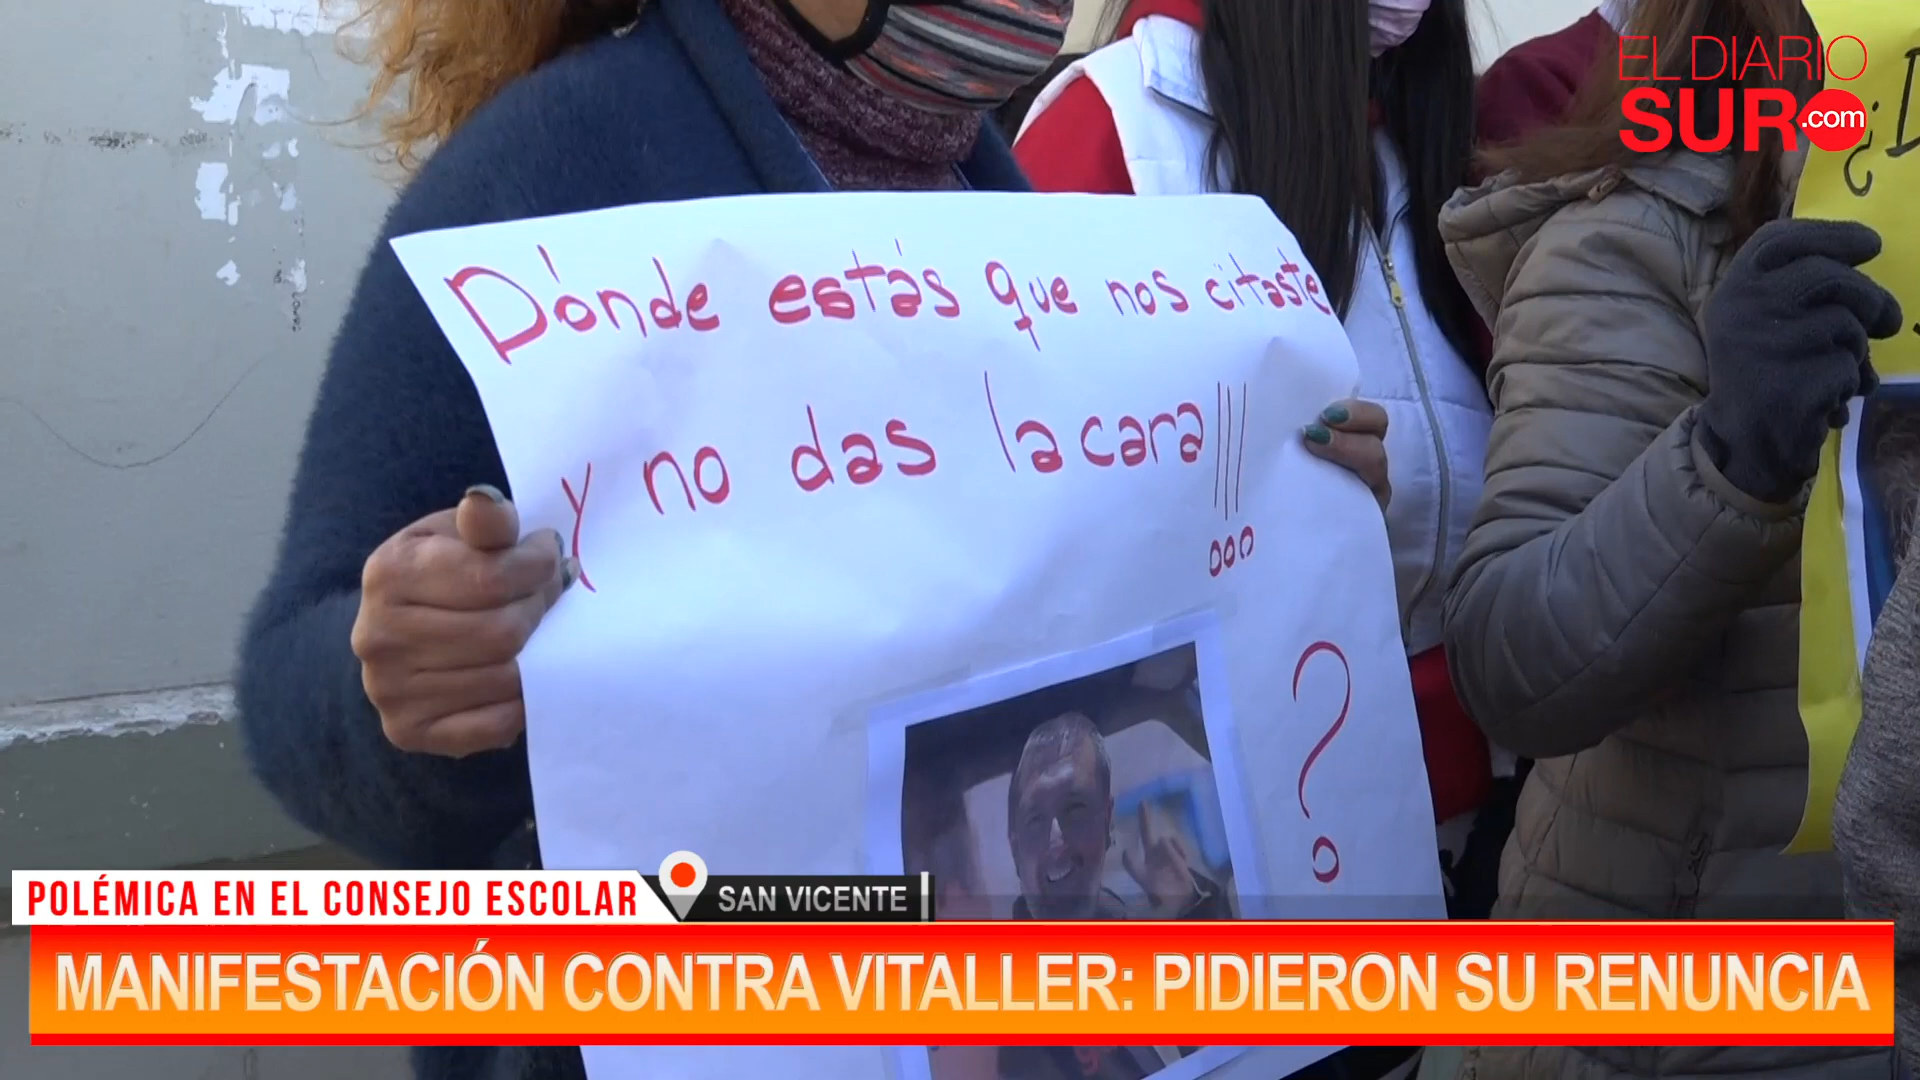 EL DIARIO
SUR.com
¿D
Dónde estás que nos citaste
y no das la cara!!!
?
POLÉMICA EN EL CONSEJO ESCOLAR
SAN VICENTE
MANIFESTACIÓN CONTRA VITALLER: PIDIERON SU RENUNCIA